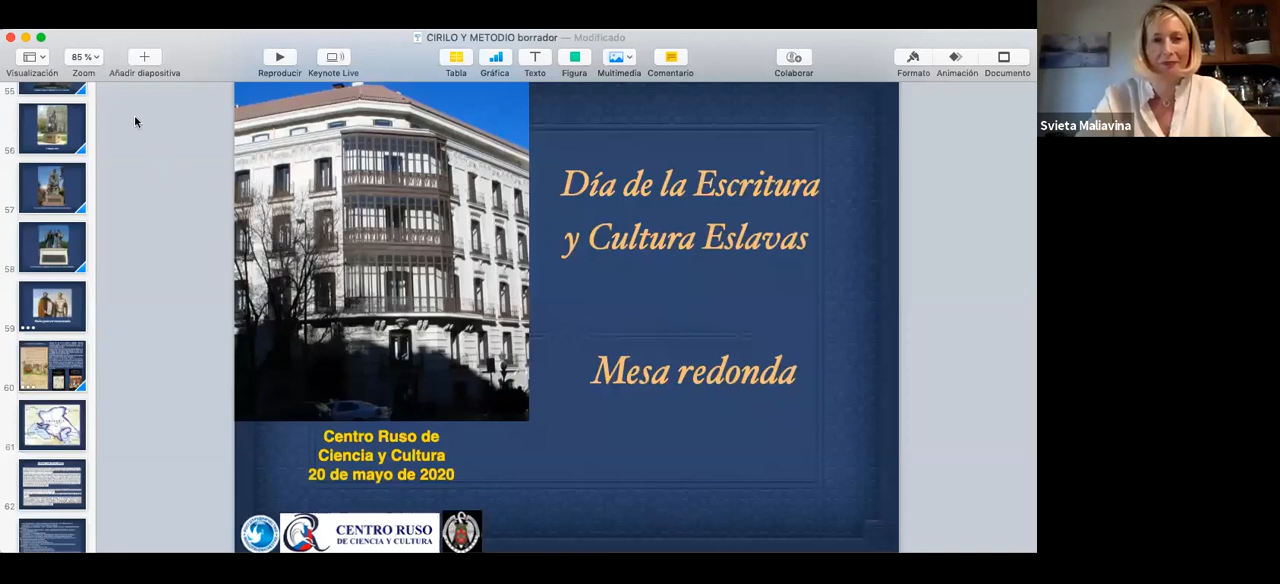 CIRILO Y METODIO borrador — Modificado
85 %
Visualización
Zoom
Añadir diapositiva
Reproducir
Keynote Live
Tabla
Gráfica
Texto
Figura
Multimedia
Comentario
Colaborar
Formato
Animación
Documento
Svieta Maliavina
55
56
57
58
59
60
61
62
Día de la Escritura
y Cultura Eslavas
Mesa redonda
Centro Ruso de
Ciencia y Cultura
20 de mayo de 2020
CENTRO RUSO
DE CIENCIA Y CULTURA